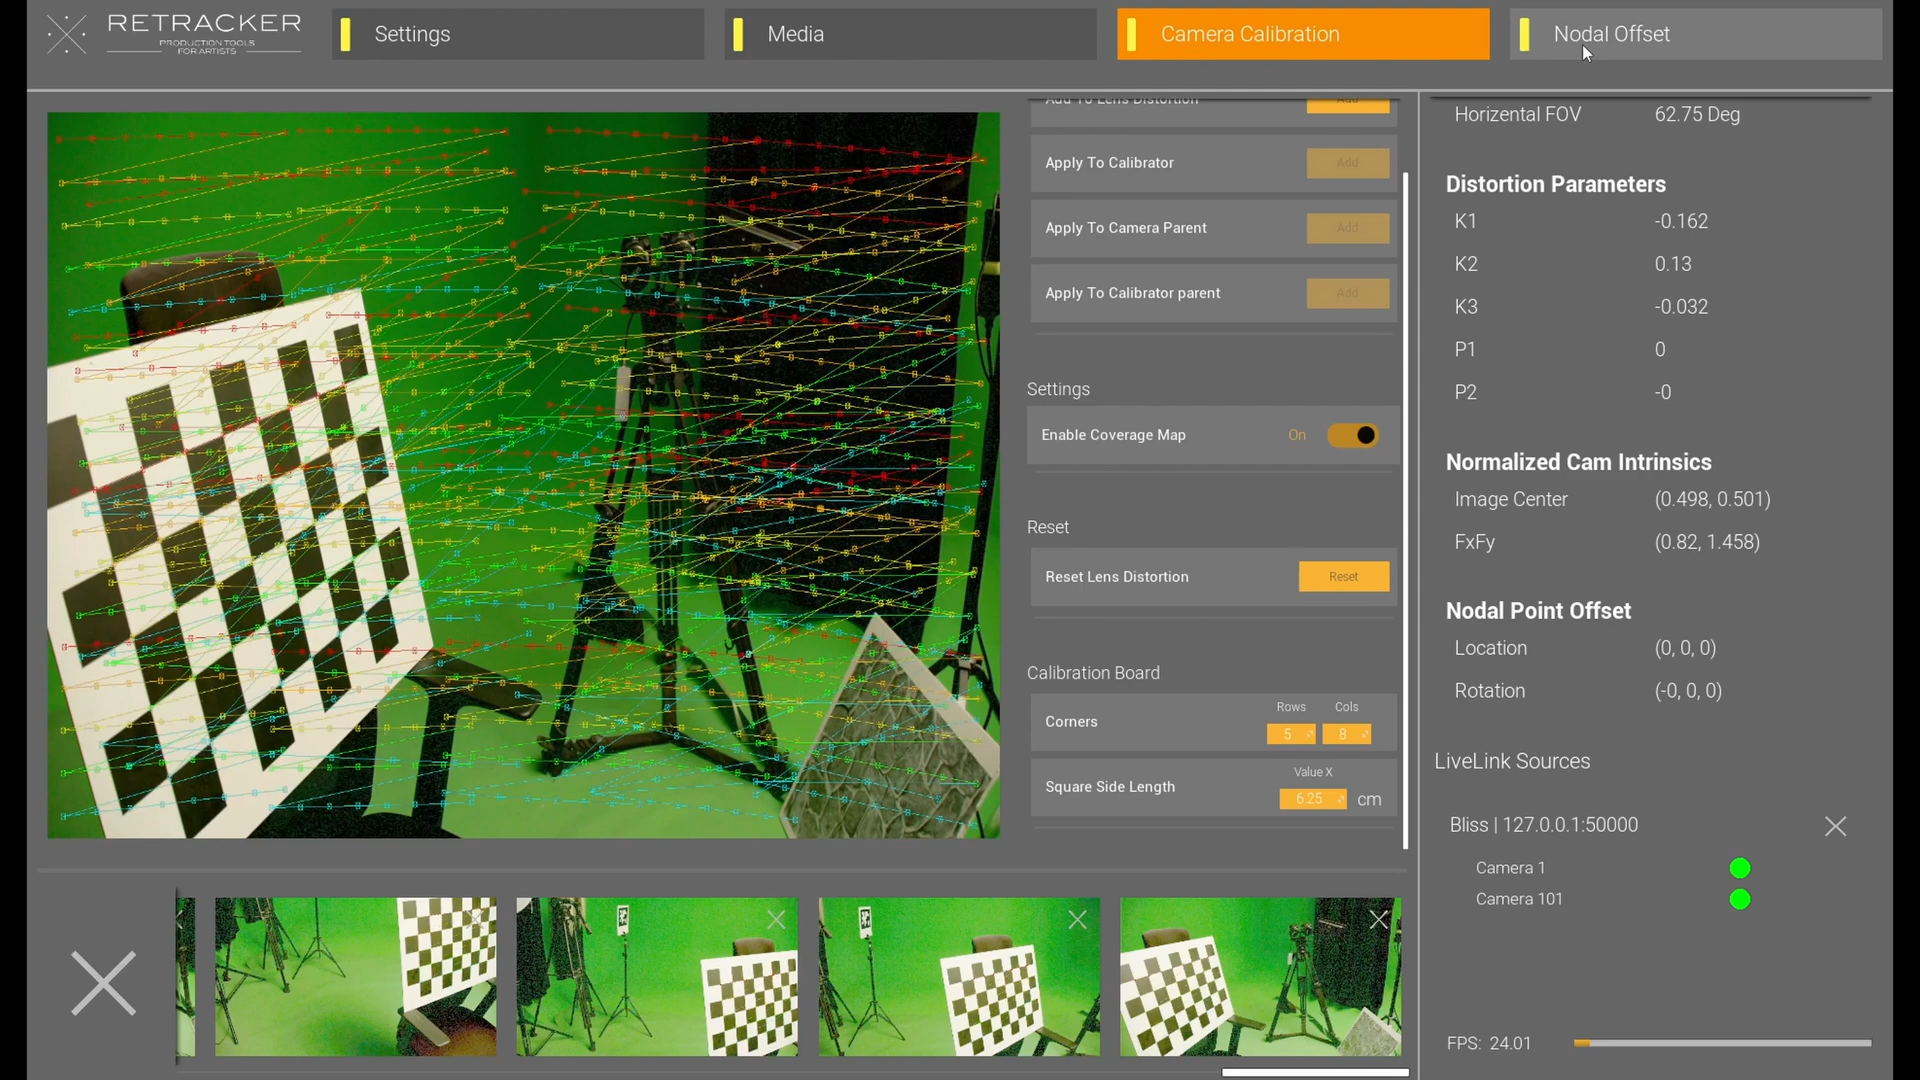 RETRACKER
PRODUCTION TOOLS
FOR ARTISTS
Settings
Media
Camera Calibration
Nodal Offset
Add To Lens Distortion
Add
Apply To Calibrator
Add
Apply To Camera Parent
Add
Apply To Calibrator parent
Add
Settings
Enable Coverage Map
On
Reset
Reset Lens Distortion
Reset
Calibration Board
Corners
Rows
Cols
5
8
Square Side Length
Value X
6.25
cm
Horizental FOV
62.75 Deg
Distortion Parameters
K1
-0.162
K2
0.13
K3
-0.032
P1
0
P2
-0
Normalized Cam Intrinsics
Image Center
(0.498, 0.501)
FxFy
(0.82, 1.458)
Nodal Point Offset
Location
(0, 0, 0)
Rotation
(-0, 0, 0)
LiveLink Sources
Bliss | 127.0.0.1:50000
Camera 1
Camera 101
FPS: 24.01